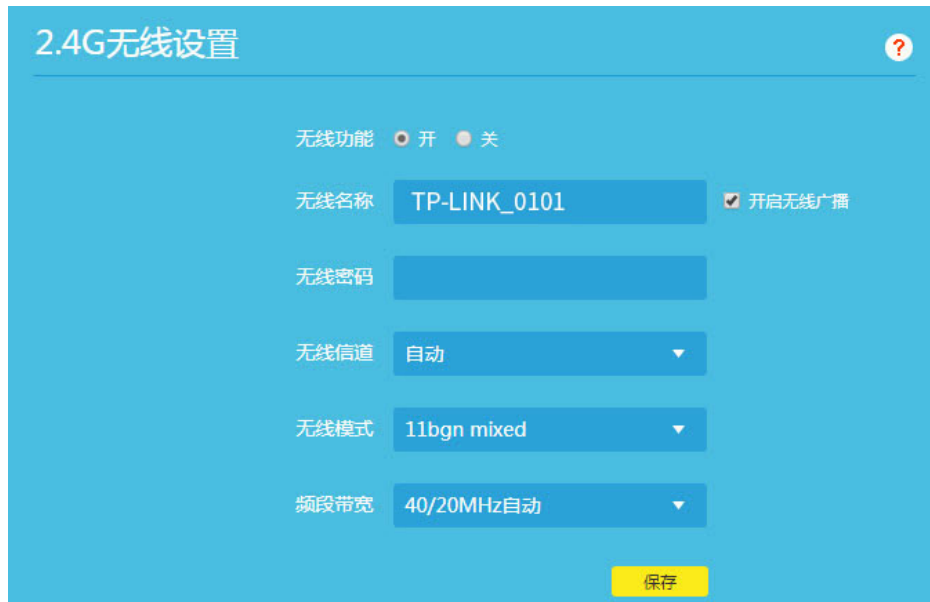 2.4G无线设置
?
无线功能 开 关
无线名称 TP-LINK_0101 开启无线广播
无线密码
无线信道 自动
无线模式 11bgn mixed
频段带宽 40/20MHz自动
保存